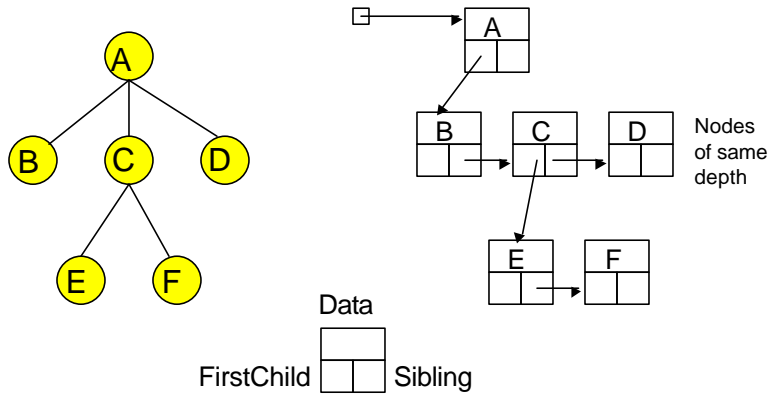 A
B C D
E F
A
B C D
Nodes
of same
depth
E F
Data
FirstChild Sibling